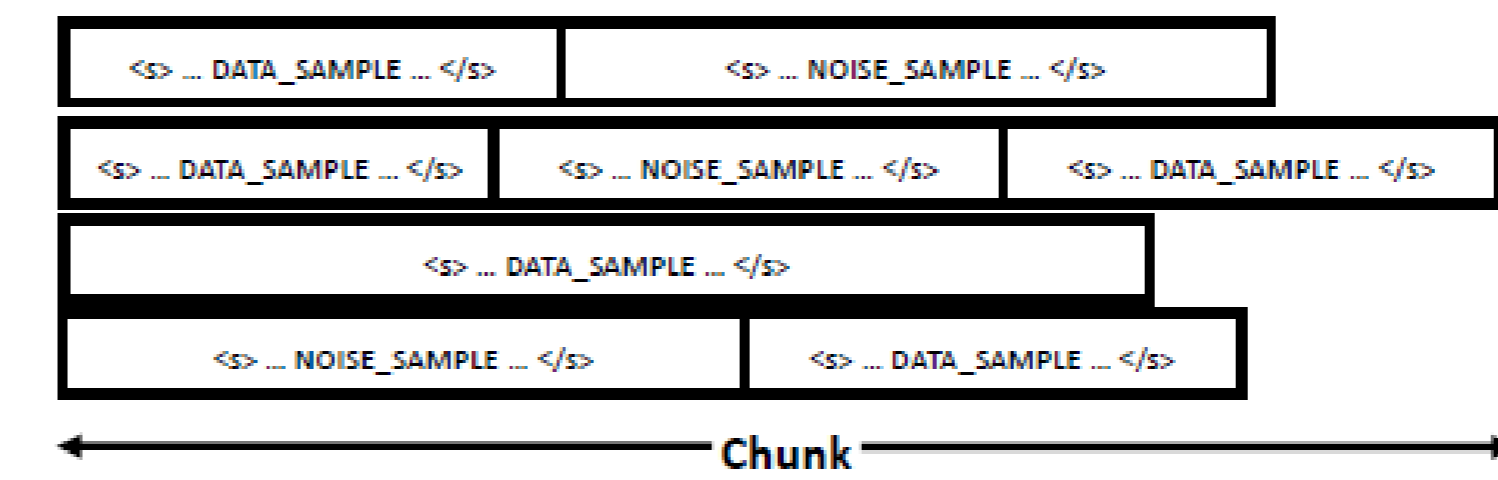 <s> ... DATA_SAMPLE ... </s> <s> ... NOISE_SAMPLE ... </s>
<s> ... DATA_SAMPLE ... </s> <s> ... NOISE_SAMPLE ... </s> <s> ... DATA_SAMPLE ... </s>
<s> ... DATA_SAMPLE ... </s>
<s> ... NOISE_SAMPLE ... </s> <s> ... DATA_SAMPLE ... </s>
Chunk